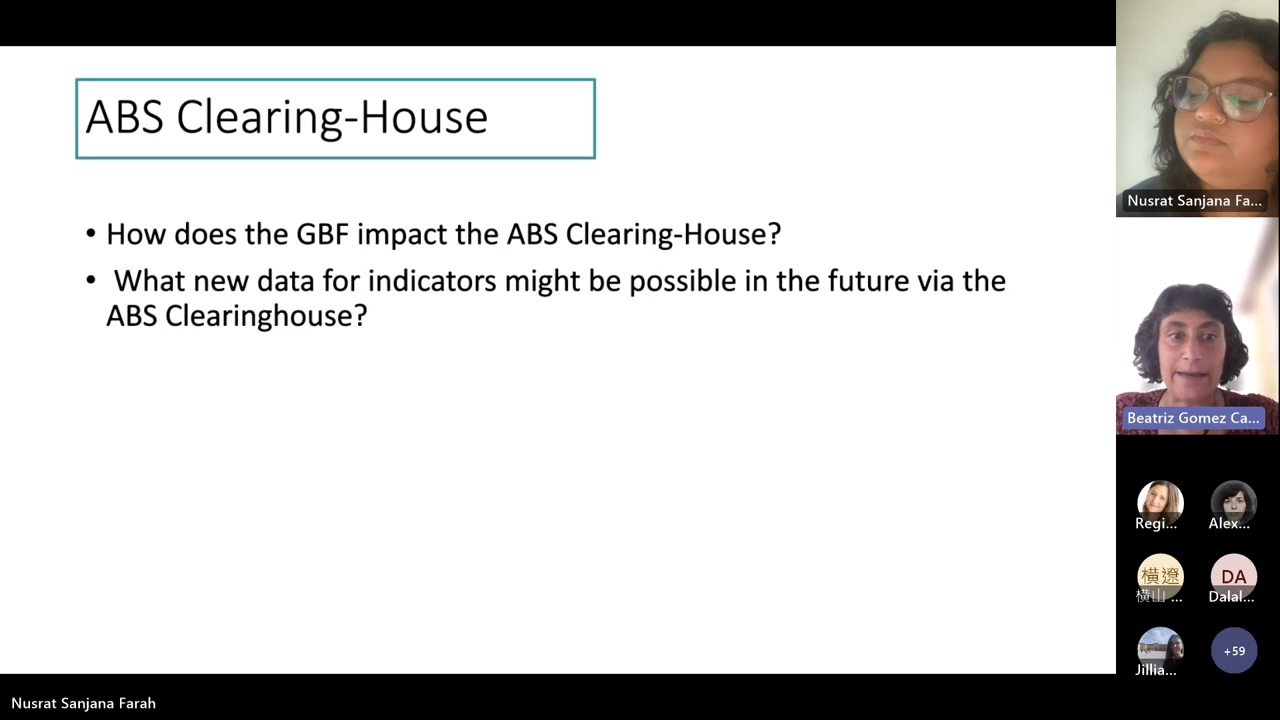 ABS Clearing-House
• How does the GBF impact the ABS Clearing-House?
• What new data for indicators might be possible in the future via the
ABS Clearinghouse?
Nusrat Sanjana Fa...
Beatriz Gomez Ca...
Regi...
Alex...
横遼
横山 ...
DA
Dalal...
Jillia...
+59
Nusrat Sanjana Farah